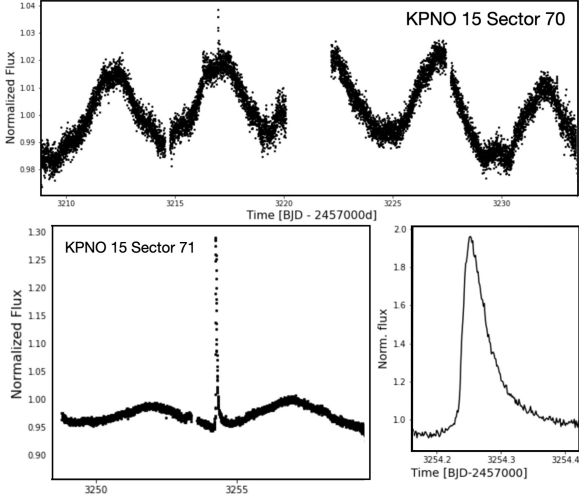 KPNO 15 Sector 70
Normalized Flux
1.04
1.03
1.02
1.01
1.00
0.99
0.98
3210 3215 3220 3225 3230
Time [BJD - 2457000d]
KPNO 15 Sector 71
Normalized Flux
1.30
1.25
1.20
1.15
1.10
1.05
1.00
0.95
0.90
3250 3255
Norm. flux
2.0
1.8
1.6
1.4
1.2
1.0
3254.2 3254.3 3254.4
Time [BJD-2457000]